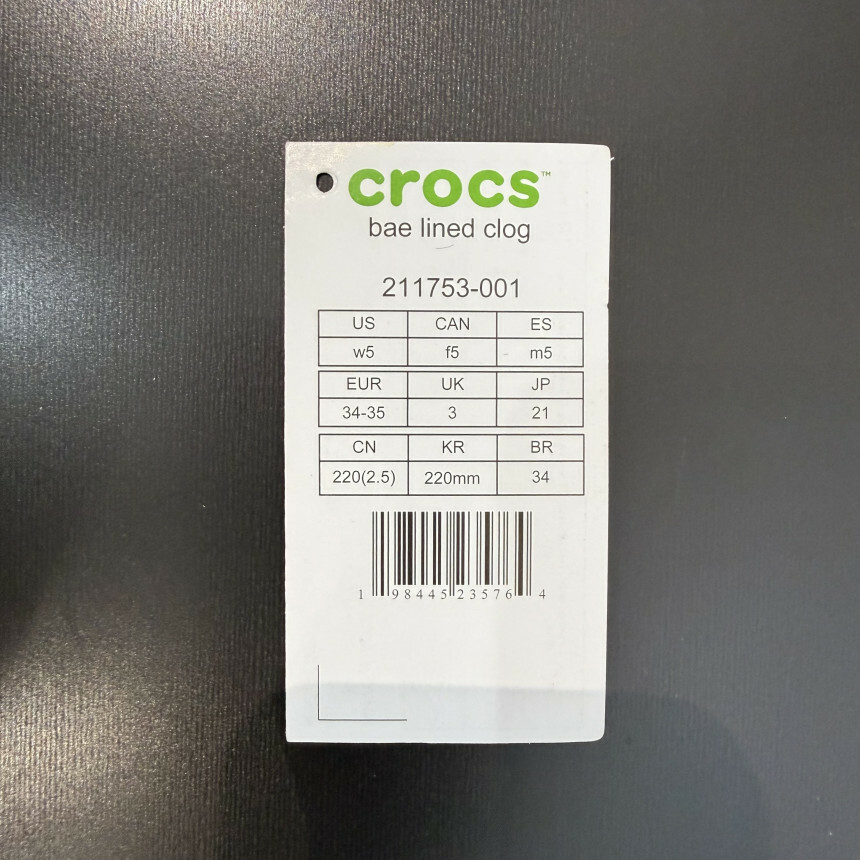 crocs™
bae lined clog
211753-001
US CAN ES
w5 f5 m5
EUR UK JP
34-35 3 21
CN KR BR
220(2.5) 220mm 34
1 98445 23576 4